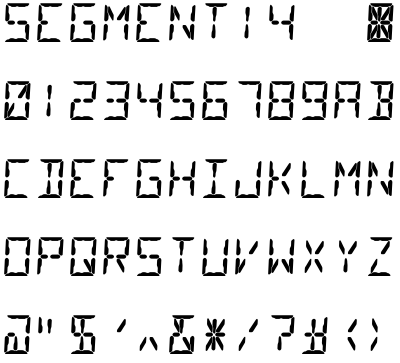 SEGMENT14
0123456789AB
CDEFGHIJKLMN
OPQRSTUVWXYZ
@"$'^&*/?#<>